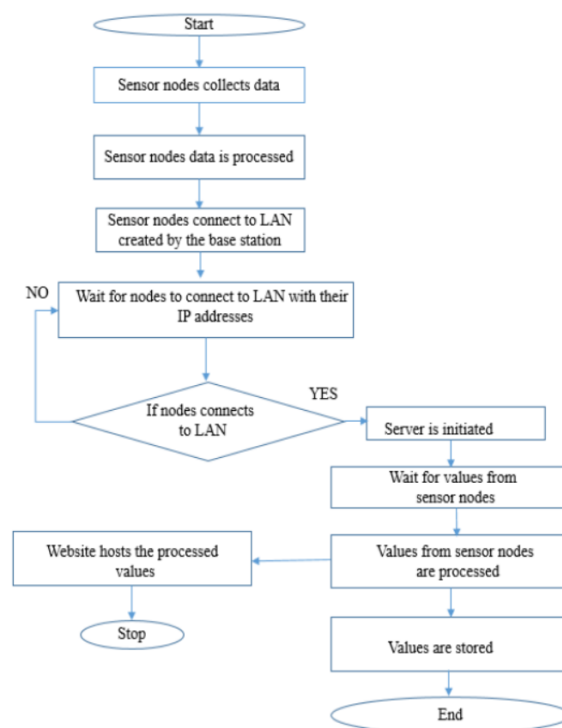 Start
Sensor nodes collects data
Sensor nodes data is processed
Sensor nodes connect to LAN
created by the base station
NO
Wait for nodes to connect to LAN with their
IP addresses
YES
If nodes connects
to LAN
Server is initiated
Wait for values from
sensor nodes
Website hosts the processed
values
Values from sensor nodes
are processed
Stop
Values are stored
End